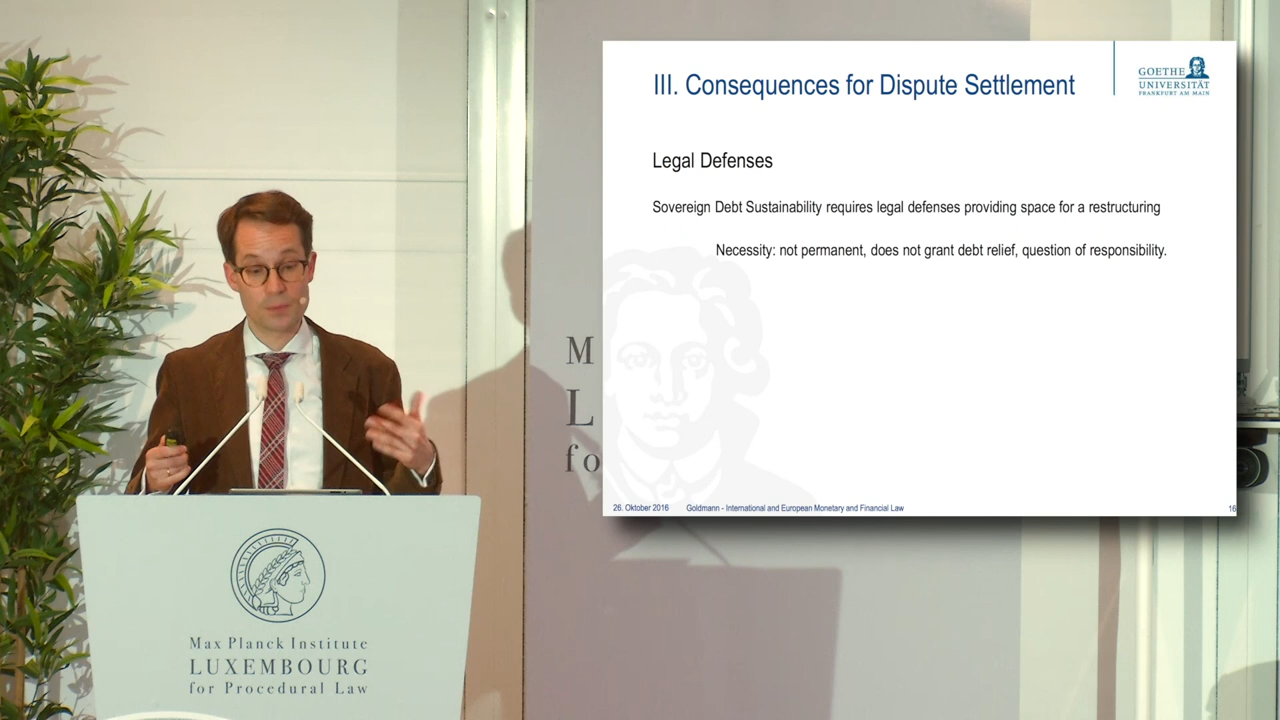 III. Consequences for Dispute Settlement
GOETHE
UNIVERSITÄT
FRANKFURT AM MAIN
Legal Defenses
Sovereign Debt Sustainability requires legal defenses providing space for a restructuring
Necessity: not permanent, does not grant debt relief, question of responsibility.
26. Oktober 2016
Goldmann - International and European Monetary and Financial Law
16
M
L
fo
Max Planck Institute
LUXEMBOURG
for Procedural Law